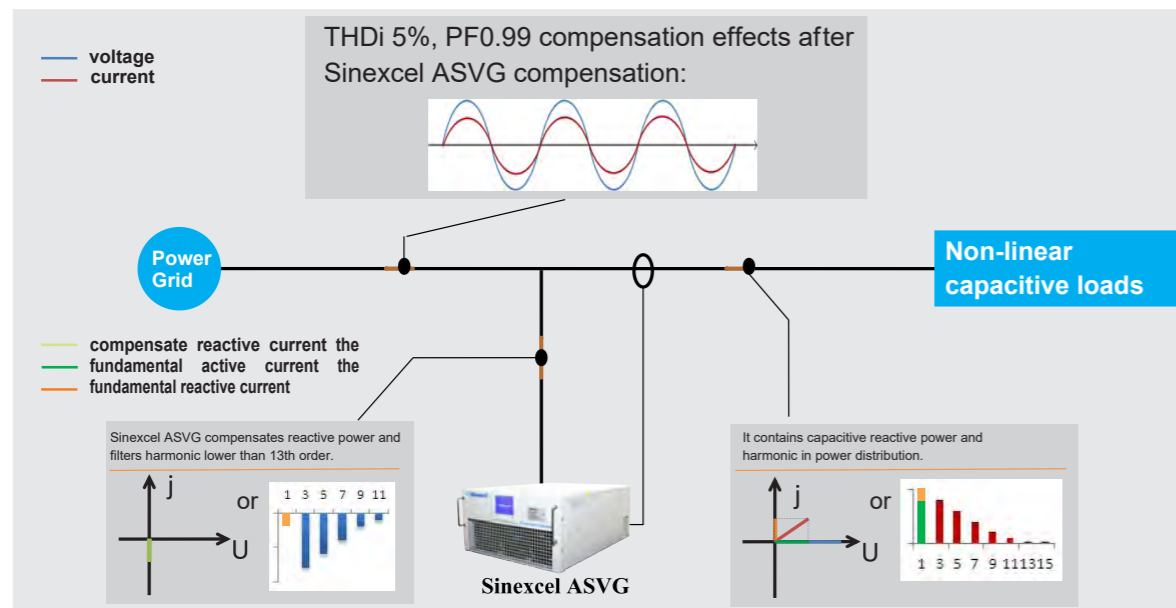 THDi 5%, PF0.99 compensation effects after
Sinexcel ASVG compensation:
voltage
current
Power
Grid
Non-linear
capacitive loads
compensate reactive current the
fundamental active current the
fundamental reactive current
Sinexcel ASVG compensates reactive power and
filters harmonic lower than 13th order.
j
or
U
1 3 5 7 9 11
Sinexcel ASVG
It contains capacitive reactive power and
harmonic in power distribution.
j
or
U
1 3 5 7 9 11 13 15